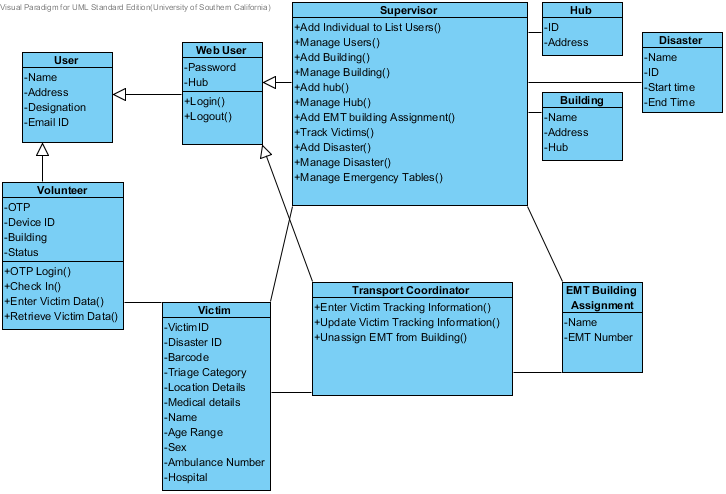 Visual Paradigm for UML Standard Edition(University of Southern California)
User
-Name
-Address
-Designation
-Email ID
Web User
-Password
-Hub
+Login()
+Logout()
Supervisor
+Add Individual to List Users()
+Manage Users()
+Add Building()
+Manage Building()
+Add hub()
+Manage Hub()
+Add EMT building Assignment()
+Track Victims()
+Add Disaster()
+Manage Disaster()
+Manage Emergency Tables()
Hub
-ID
-Address
Disaster
-Name
-ID
-Start time
-End Time
Building
-Name
-Address
-Hub
Volunteer
-OTP
-Device ID
-Building
-Status
+OTP Login()
+Check In()
+Enter Victim Data()
+Retrieve Victim Data()
Victim
-VictimID
-Disaster ID
-Barcode
-Triage Category
-Location Details
-Medical details
-Name
-Age Range
-Sex
-Ambulance Number
-Hospital
Transport Coordinator
+Enter Victim Tracking Information()
+Update Victim Tracking Information()
+Unassign EMT from Building()
EMT Building
Assignment
-Name
-EMT Number